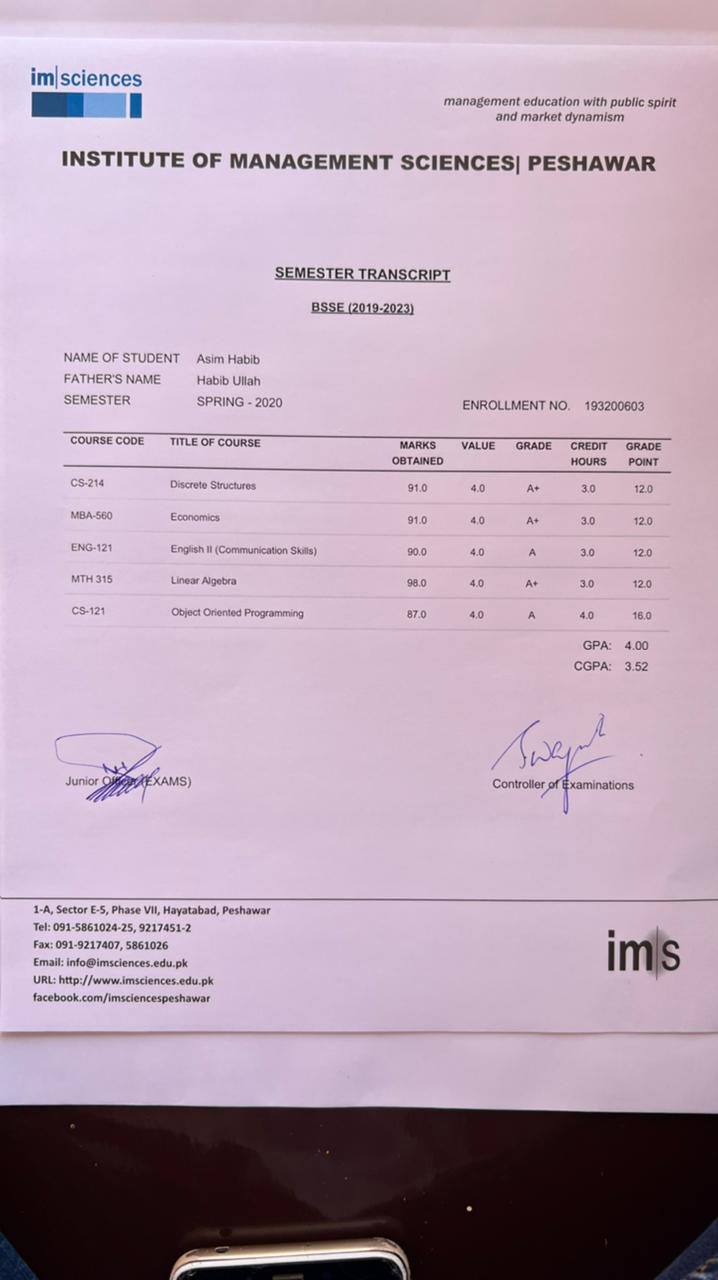 im|sciences
management education with public spirit
and market dynamism
INSTITUTE OF MANAGEMENT SCIENCES| PESHAWAR
SEMESTER TRANSCRIPT
BSSE (2019-2023)
NAME OF STUDENT Asim Habib
FATHER'S NAME Habib Ullah
SEMESTER SPRING - 2020
ENROLLMENT NO. 193200603
COURSE CODE TITLE OF COURSE MARKS OBTAINED VALUE GRADE CREDIT HOURS GRADE POINT
CS-214 Discrete Structures 91.0 4.0 A+ 3.0 12.0
MBA-560 Economics 91.0 4.0 A+ 3.0 12.0
ENG-121 English II (Communication Skills) 90.0 4.0 A 3.0 12.0
MTH 315 Linear Algebra 98.0 4.0 A+ 3.0 12.0
CS-121 Object Oriented Programming 87.0 4.0 A 4.0 16.0
GPA: 4.00
CGPA: 3.52
Junior Officer (EXAMS)
Controller of Examinations
1-A, Sector E-5, Phase VII, Hayatabad, Peshawar
Tel: 091-5861024-25, 9217451-2
Fax: 091-9217407, 5861026
Email: info@imsciences.edu.pk
URL: http://www.imsciences.edu.pk
facebook.com/imsciencespeshawar
im|s